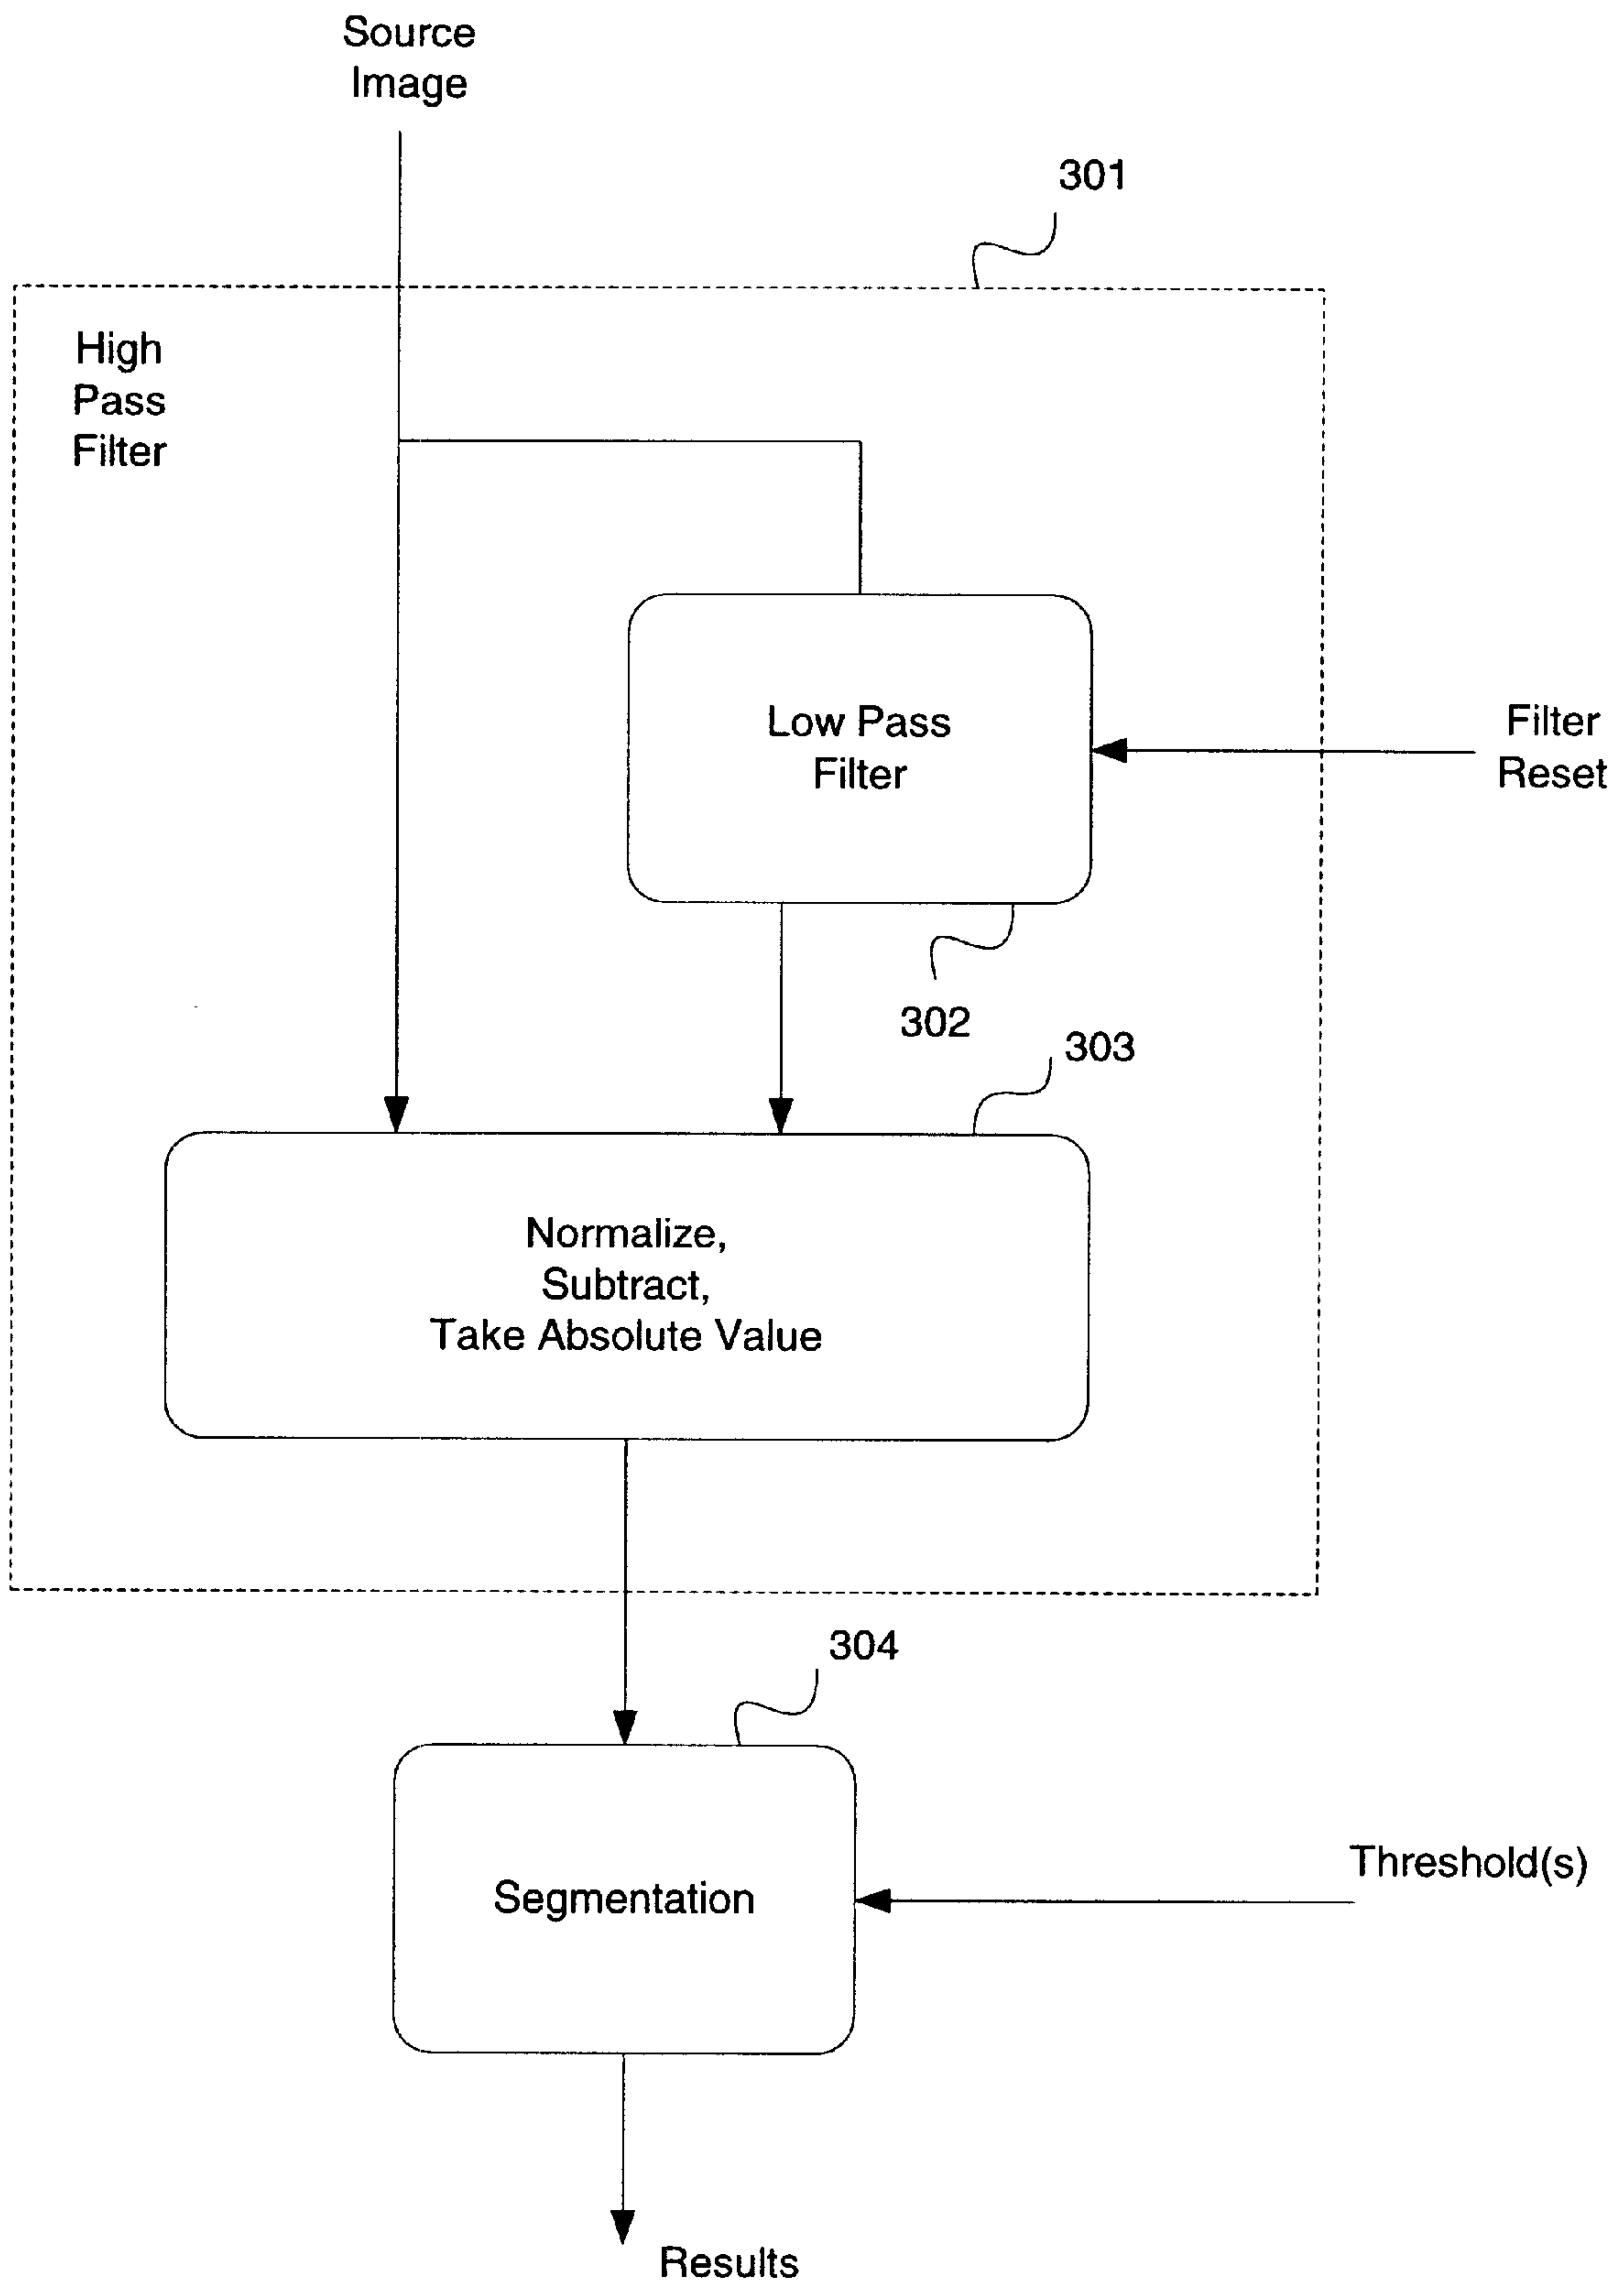 Source
Image
301
High
Pass
Filter
Low Pass
Filter
Filter
Reset
302
303
Normalize,
Subtract,
Take Absolute Value
304
Segmentation
Threshold(s)
Results